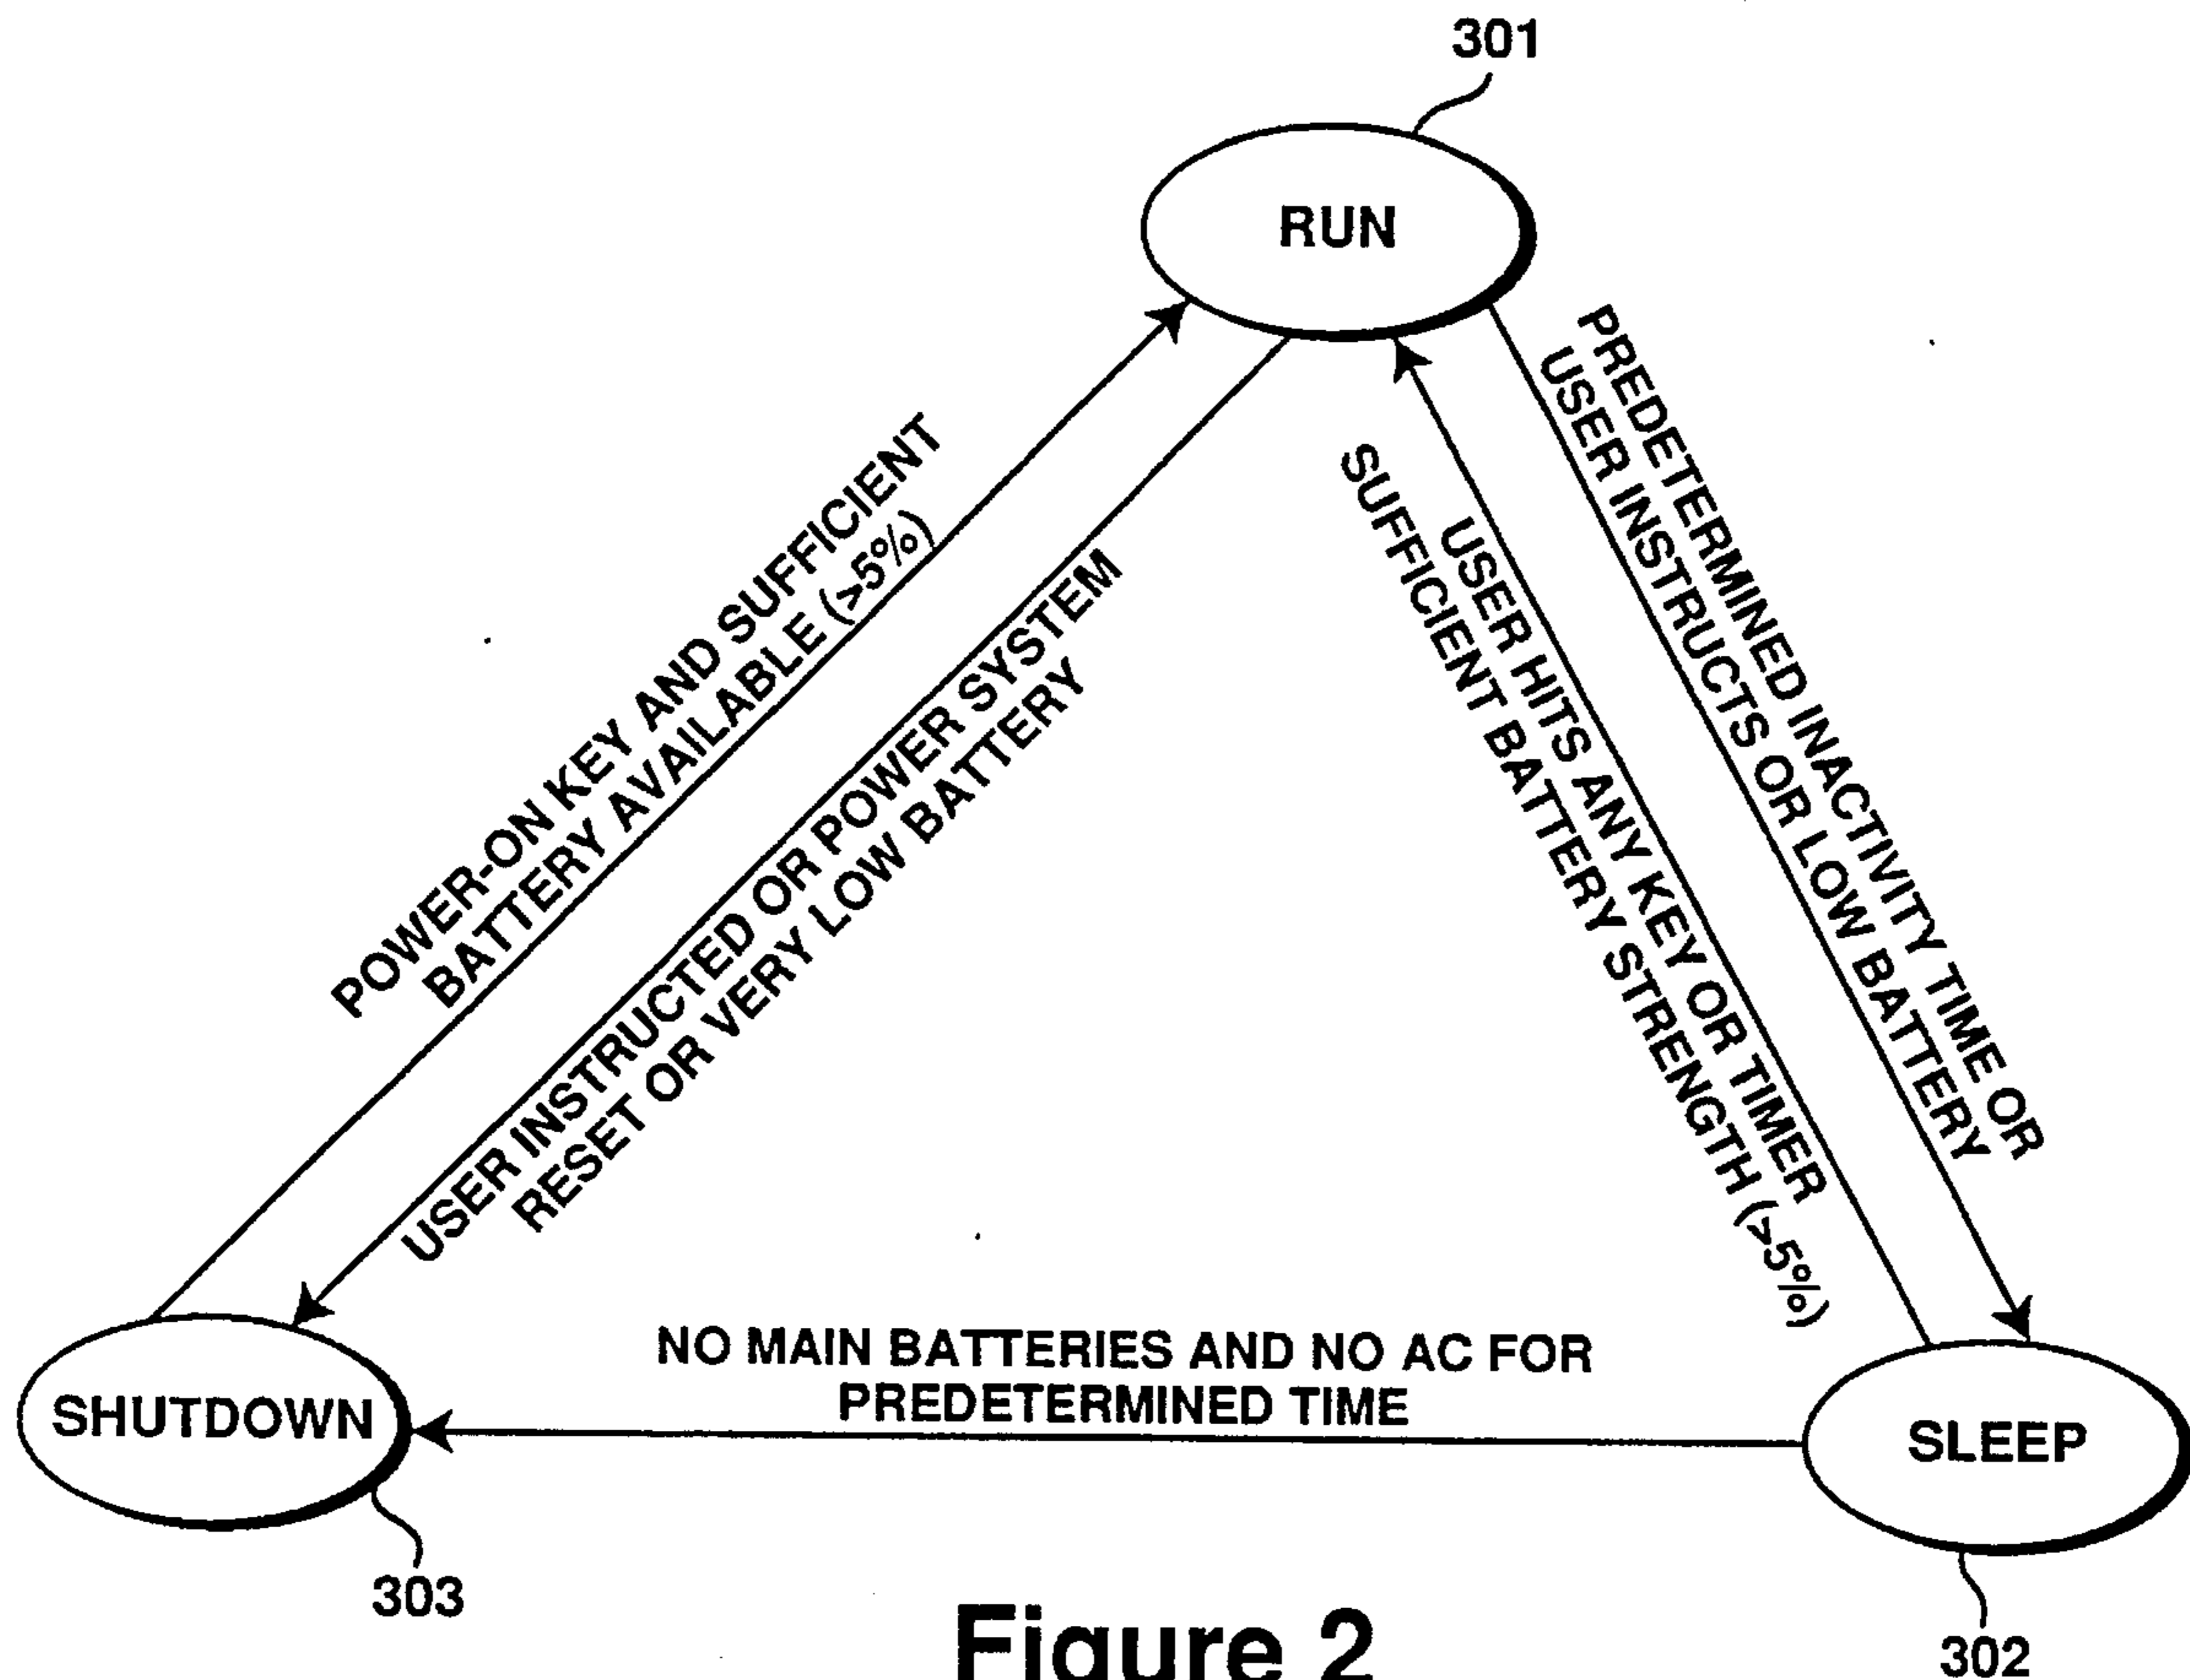 301
RUN
POWER-ON KEY AND SUFFICIENT
BATTERY AVAILABLE (>5%)
USER INSTRUCTED OR POWER SYSTEM
RESET OR VERY LOW BATTERY
USER HITS ANY KEY OR TIMER
SUFFICIENT BATTERY STRENGTH (>5%)
PREDETERMINED INACTIVITY TIME OR
USER INSTRUCTS OR LOW BATTERY
NO MAIN BATTERIES AND NO AC FOR
PREDETERMINED TIME
SHUTDOWN
SLEEP
303
302
Figure 2